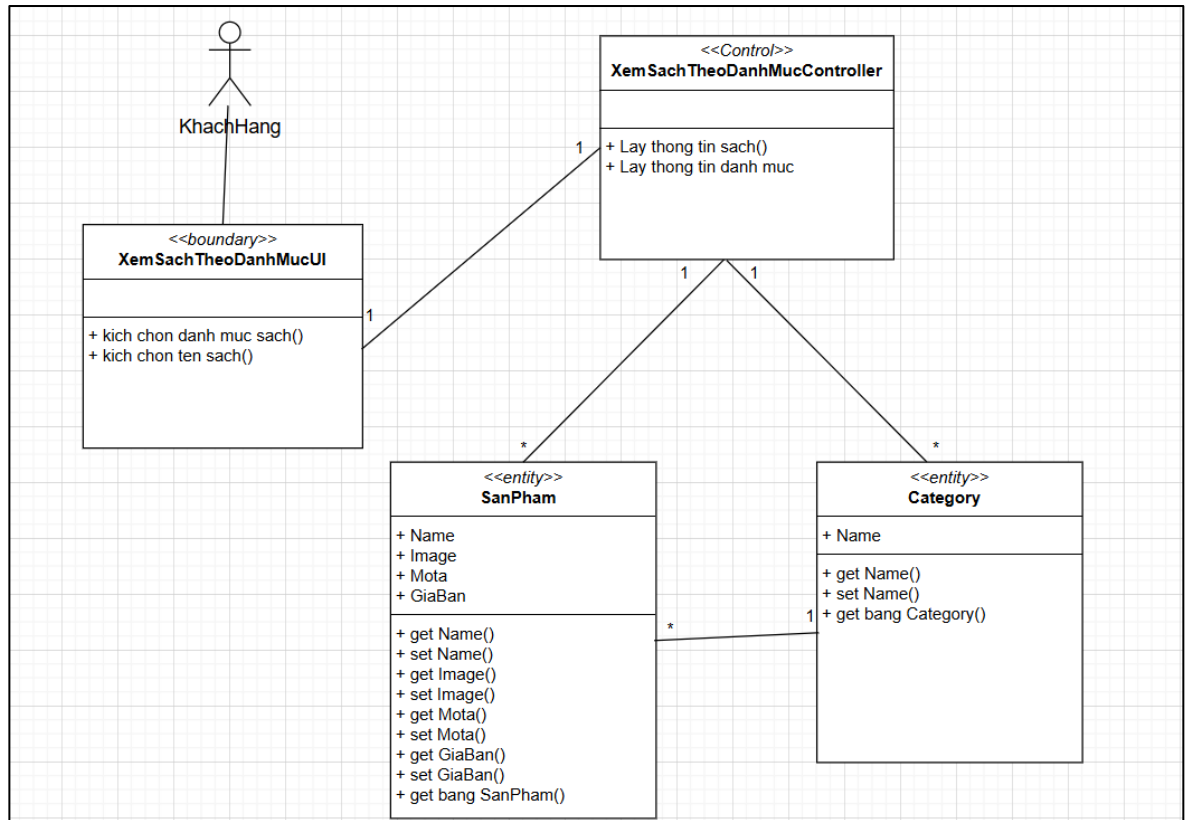 KhachHang
<<Control>>
XemSachTheoDanhMucController
+ Lay thong tin sach()
+ Lay thong tin danh muc
1
<<boundary>>
XemSachTheoDanhMucUI
+ kich chon danh muc sach()
+ kich chon ten sach()
1
1
1
*
*
<<entity>>
SanPham
+ Name
+ Image
+ Mota
+ GiaBan
+ get Name()
+ set Name()
+ get Image()
+ set Image()
+ get Mota()
+ set Mota()
+ get GiaBan()
+ set GiaBan()
+ get bang SanPham()
*
1
<<entity>>
Category
+ Name
+ get Name()
+ set Name()
+ get bang Category()